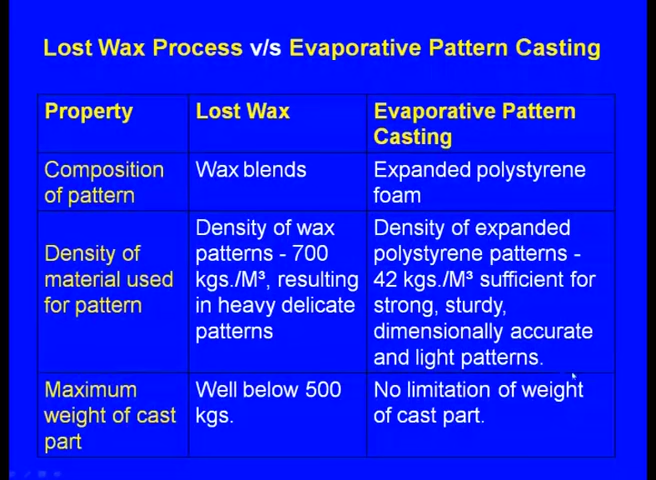 Lost Wax Process v/s Evaporative Pattern Casting
Property
Lost Wax
Evaporative Pattern
Casting
Composition
of pattern
Wax blends
Expanded polystyrene
foam
Density of
material used
for pattern
Density of wax
patterns - 700
kgs./M³, resulting
in heavy delicate
patterns
Density of expanded
polystyrene patterns -
42 kgs./M³ sufficient for
strong, sturdy,
dimensionally accurate
and light patterns.
Maximum
weight of cast
part
Well below 500
kgs.
No limitation of weight
of cast part.